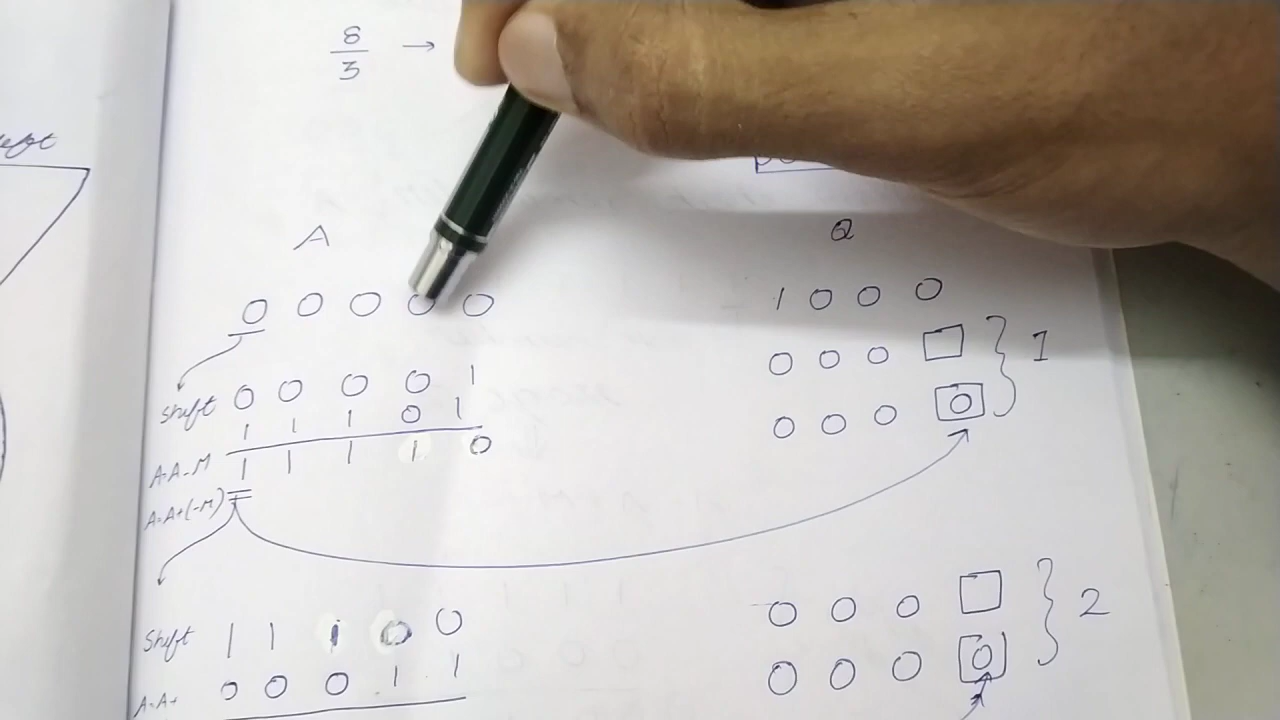 8/3 →
A Q
0 0 0 0 0 1 0 0 0
Shift 0 0 0 0 1 0 0 0 □ } 1
1 1 1 0 1
A=A-M 1 1 1 1 0 0 0 0 0
A=A+(-M)
Shift 1 1 1 0 0 0 0 0 □ } 2
A=A+ 0 0 0 1 1 0 0 0 0